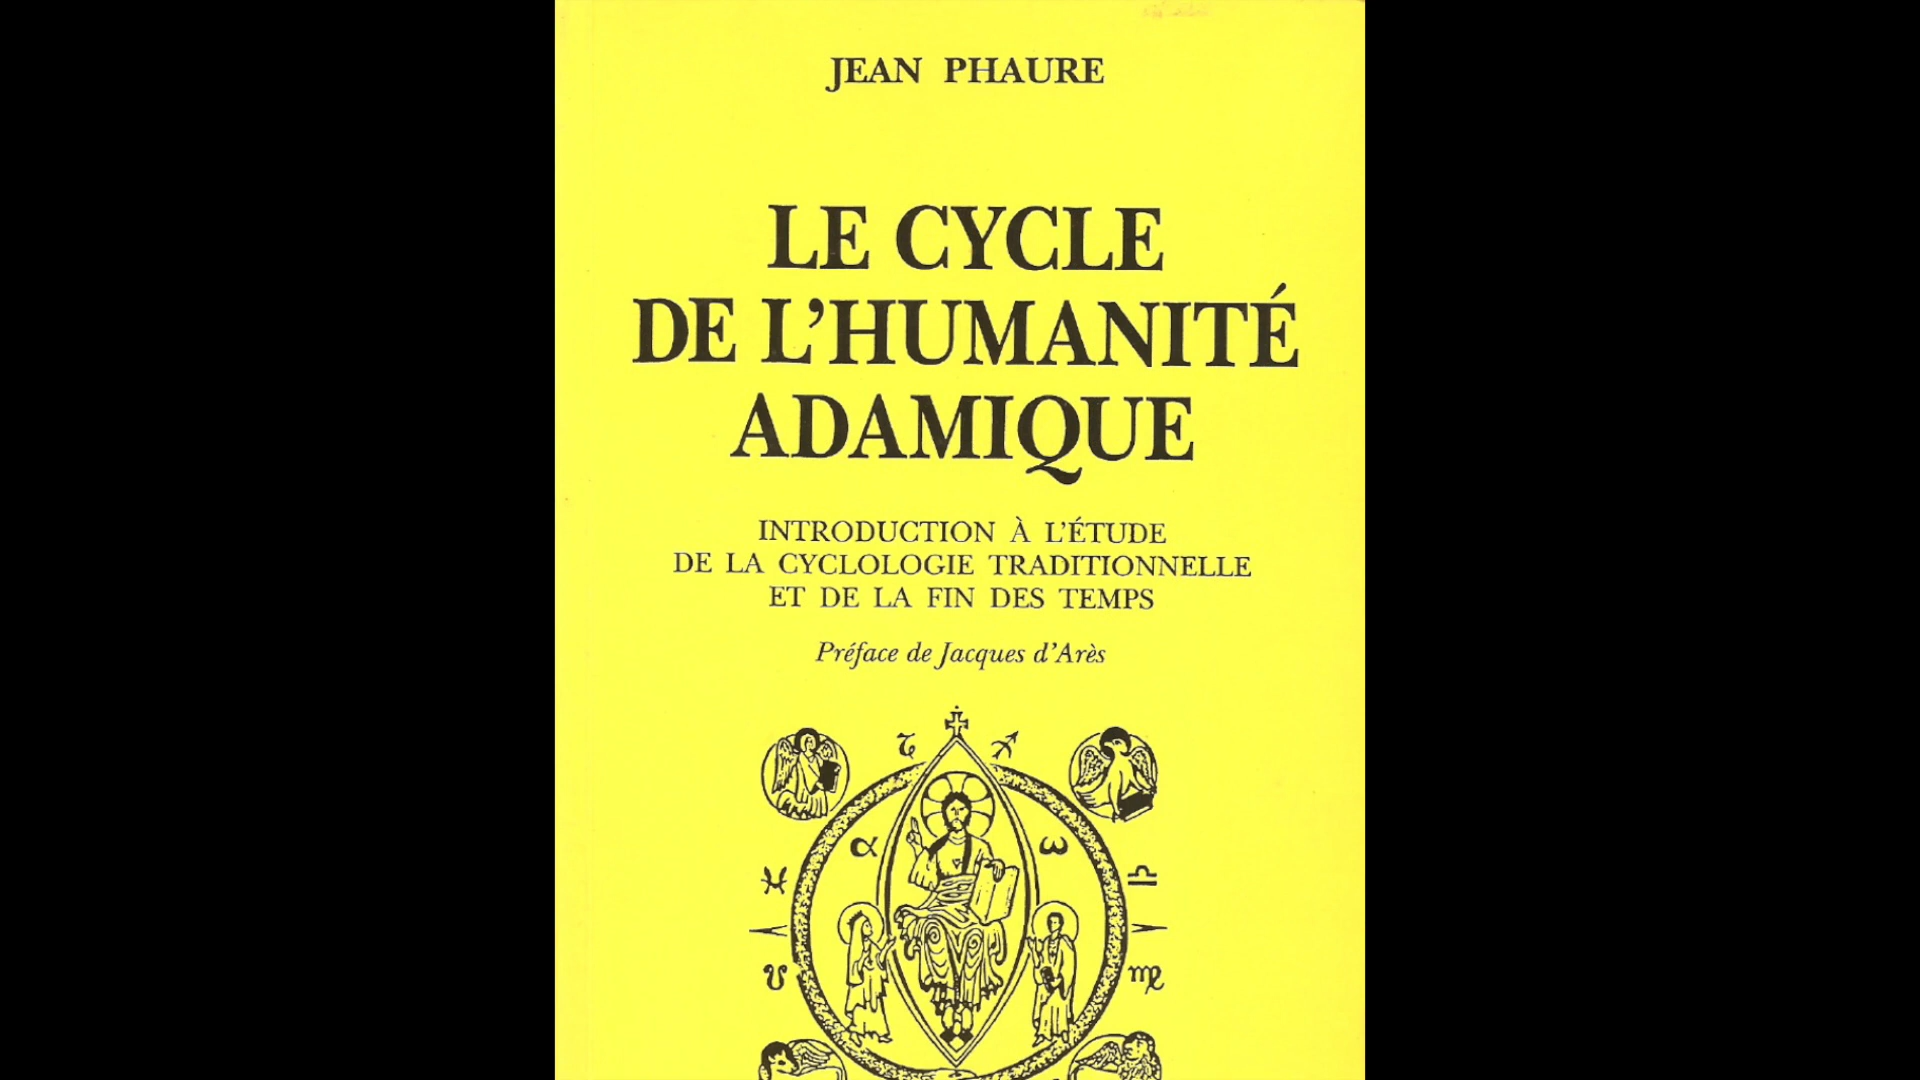 JEAN PHAURE
LE CYCLE
DE L’HUMANITÉ
ADAMIQUE
INTRODUCTION À L’ÉTUDE
DE LA CYCLOLOGIE TRADITIONNELLE
ET DE LA FIN DES TEMPS
Préface de Jacques d’Arès
α ω